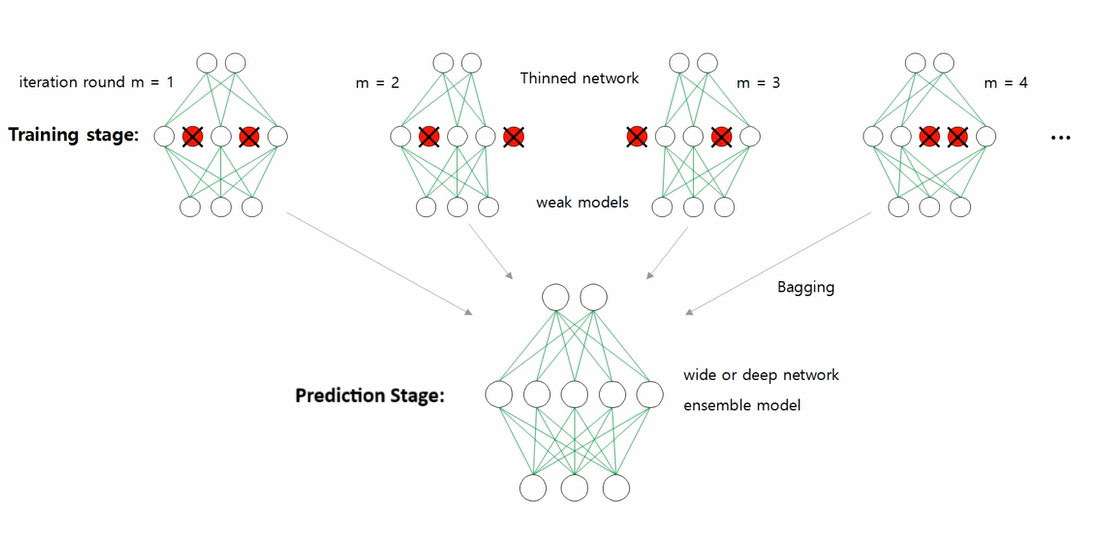 iteration round m = 1
m = 2
Thinned network
m = 3
m = 4
Training stage:
...
weak models
Bagging
Prediction Stage:
wide or deep network
ensemble model